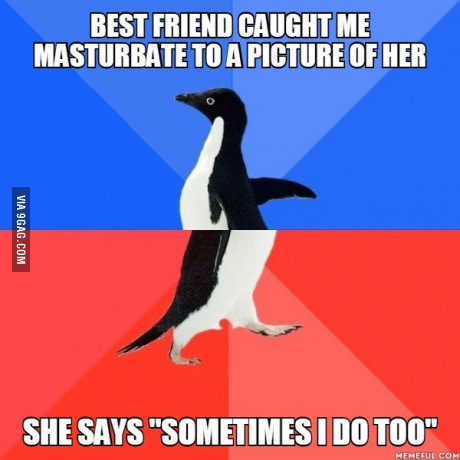 BEST FRIEND CAUGHT ME
MASTURBATE TO A PICTURE OF HER
VIA 9GAG.COM
SHE SAYS "SOMETIMES I DO TOO"
MEMEFUL.COM